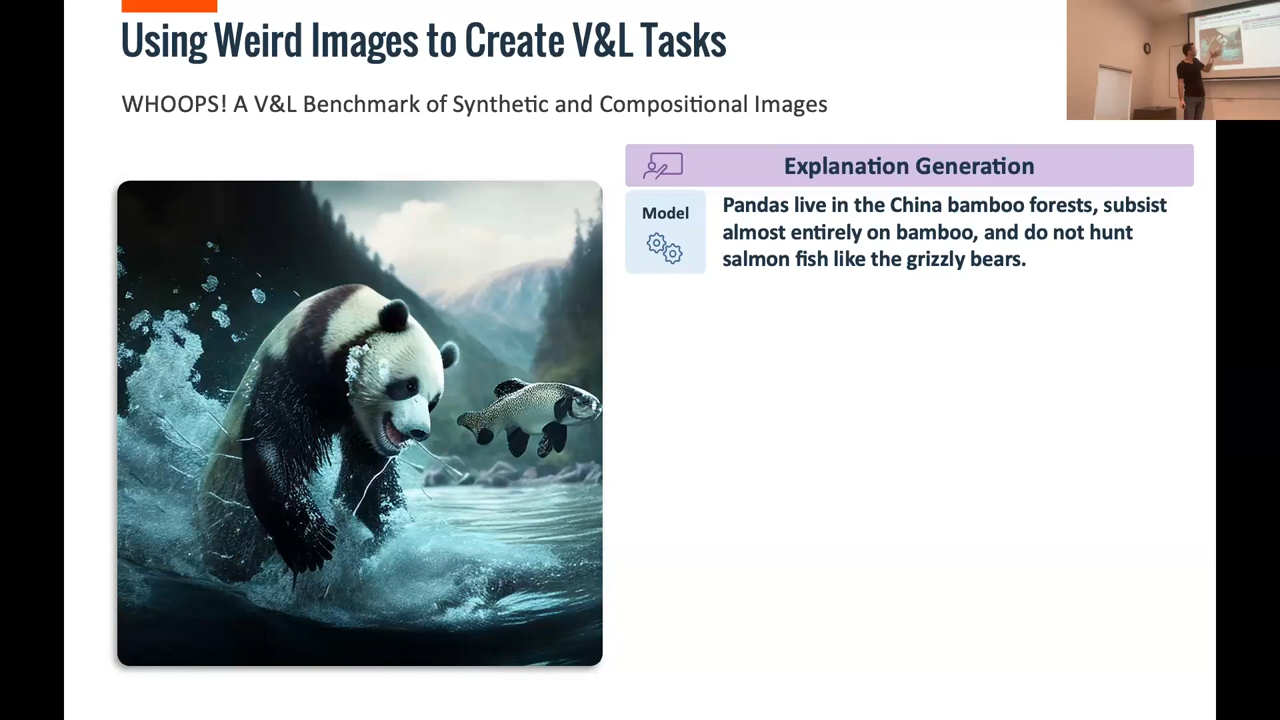 Using Weird Images to Create V&L Tasks
WHOOPS! A V&L Benchmark of Synthetic and Compositional Images
Explanation Generation
Model
Pandas live in the China bamboo forests, subsist
almost entirely on bamboo, and do not hunt
salmon fish like the grizzly bears.